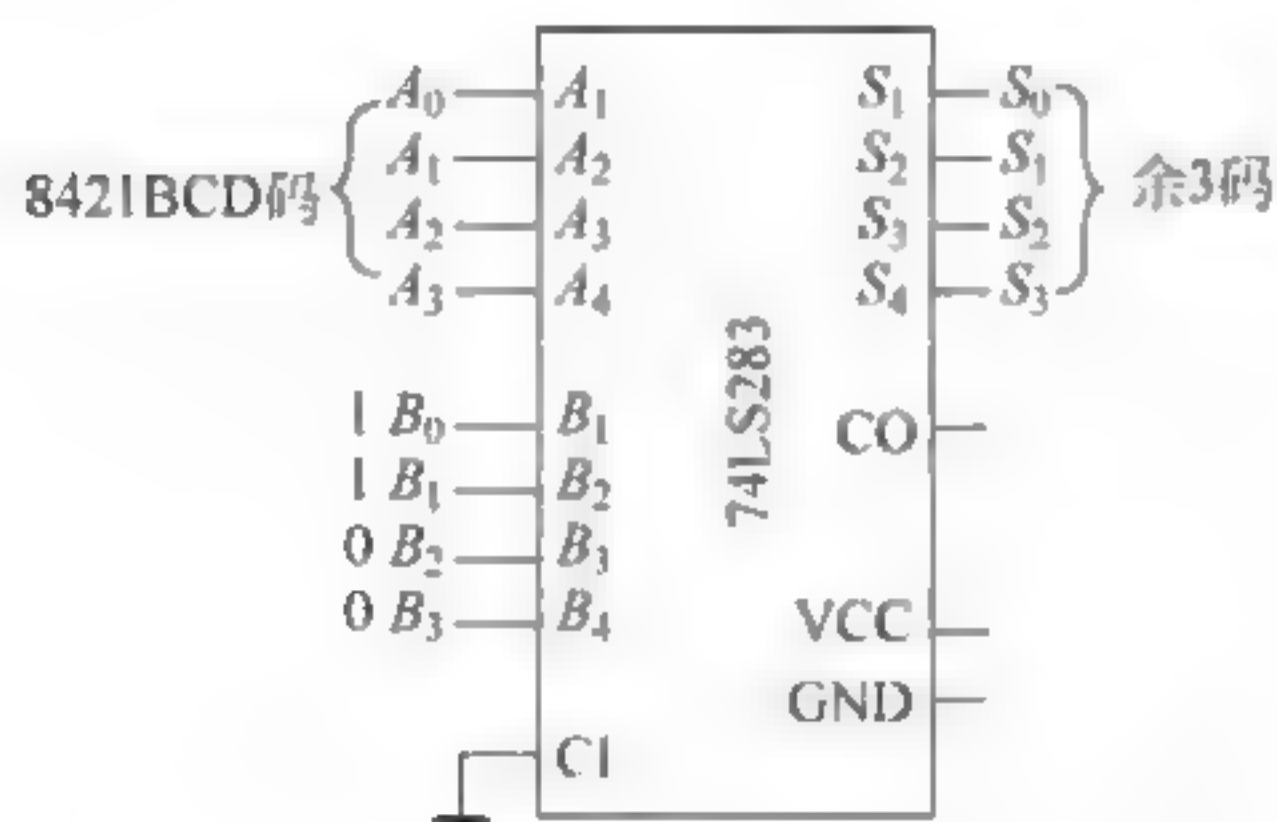 A₀ A₁ S₁ S₀
A₁ A₂ S₂ S₁
8421BCD码 余3码
A₂ A₃ S₃ S₂
A₃ A₄ S₄ S₃
74LS283
1 B₀ B₁ CO
1 B₁ B₂
0 B₂ B₃
0 B₃ B₄ VCC
GND
CI